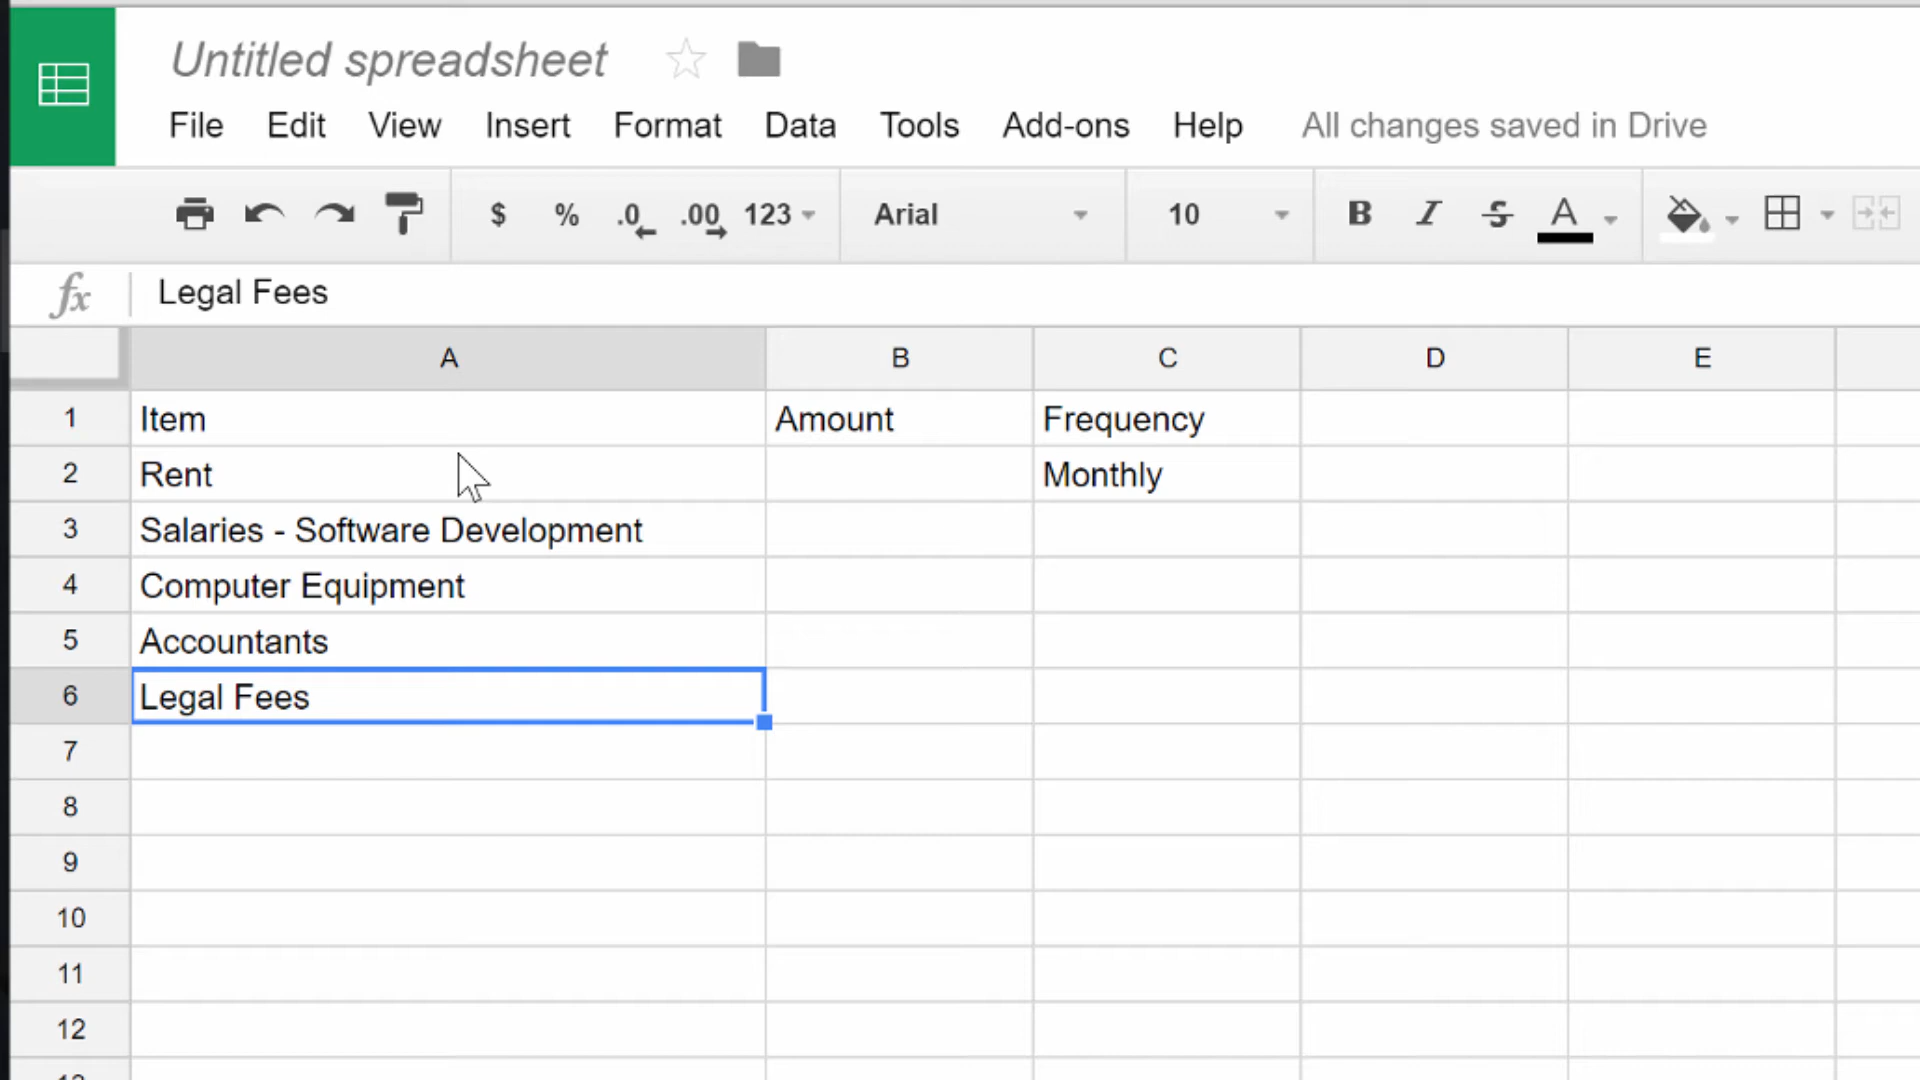 Untitled spreadsheet
File Edit View Insert Format Data Tools Add-ons Help All changes saved in Drive
$ % .0 .00 123 Arial 10 B I S A
fx Legal Fees
A B C D E
1 Item Amount Frequency
2 Rent Monthly
3 Salaries - Software Development
4 Computer Equipment
5 Accountants
6 Legal Fees
7
8
9
10
11
12